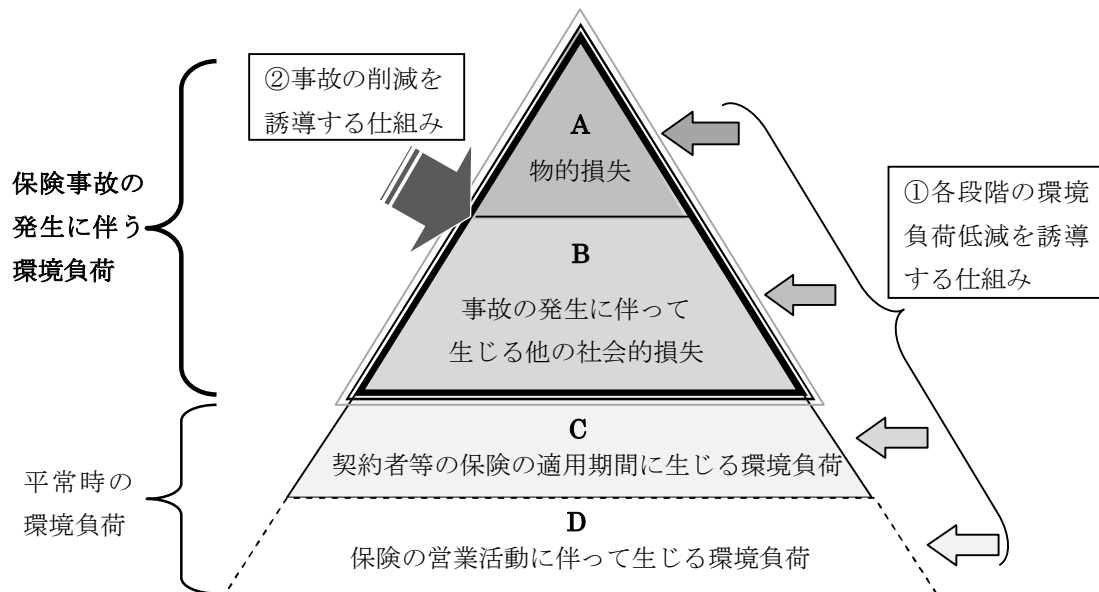 ②事故の削減を
誘導する仕組み
保険事故の
発生に伴う
環境負荷
A
物的損失
B
事故の発生に伴って
生じる他の社会的損失
①各段階の環境
負荷低減を誘導
する仕組み
平常時の
環境負荷
C
契約者等の保険の適用期間に生じる環境負荷
D
保険の営業活動に伴って生じる環境負荷